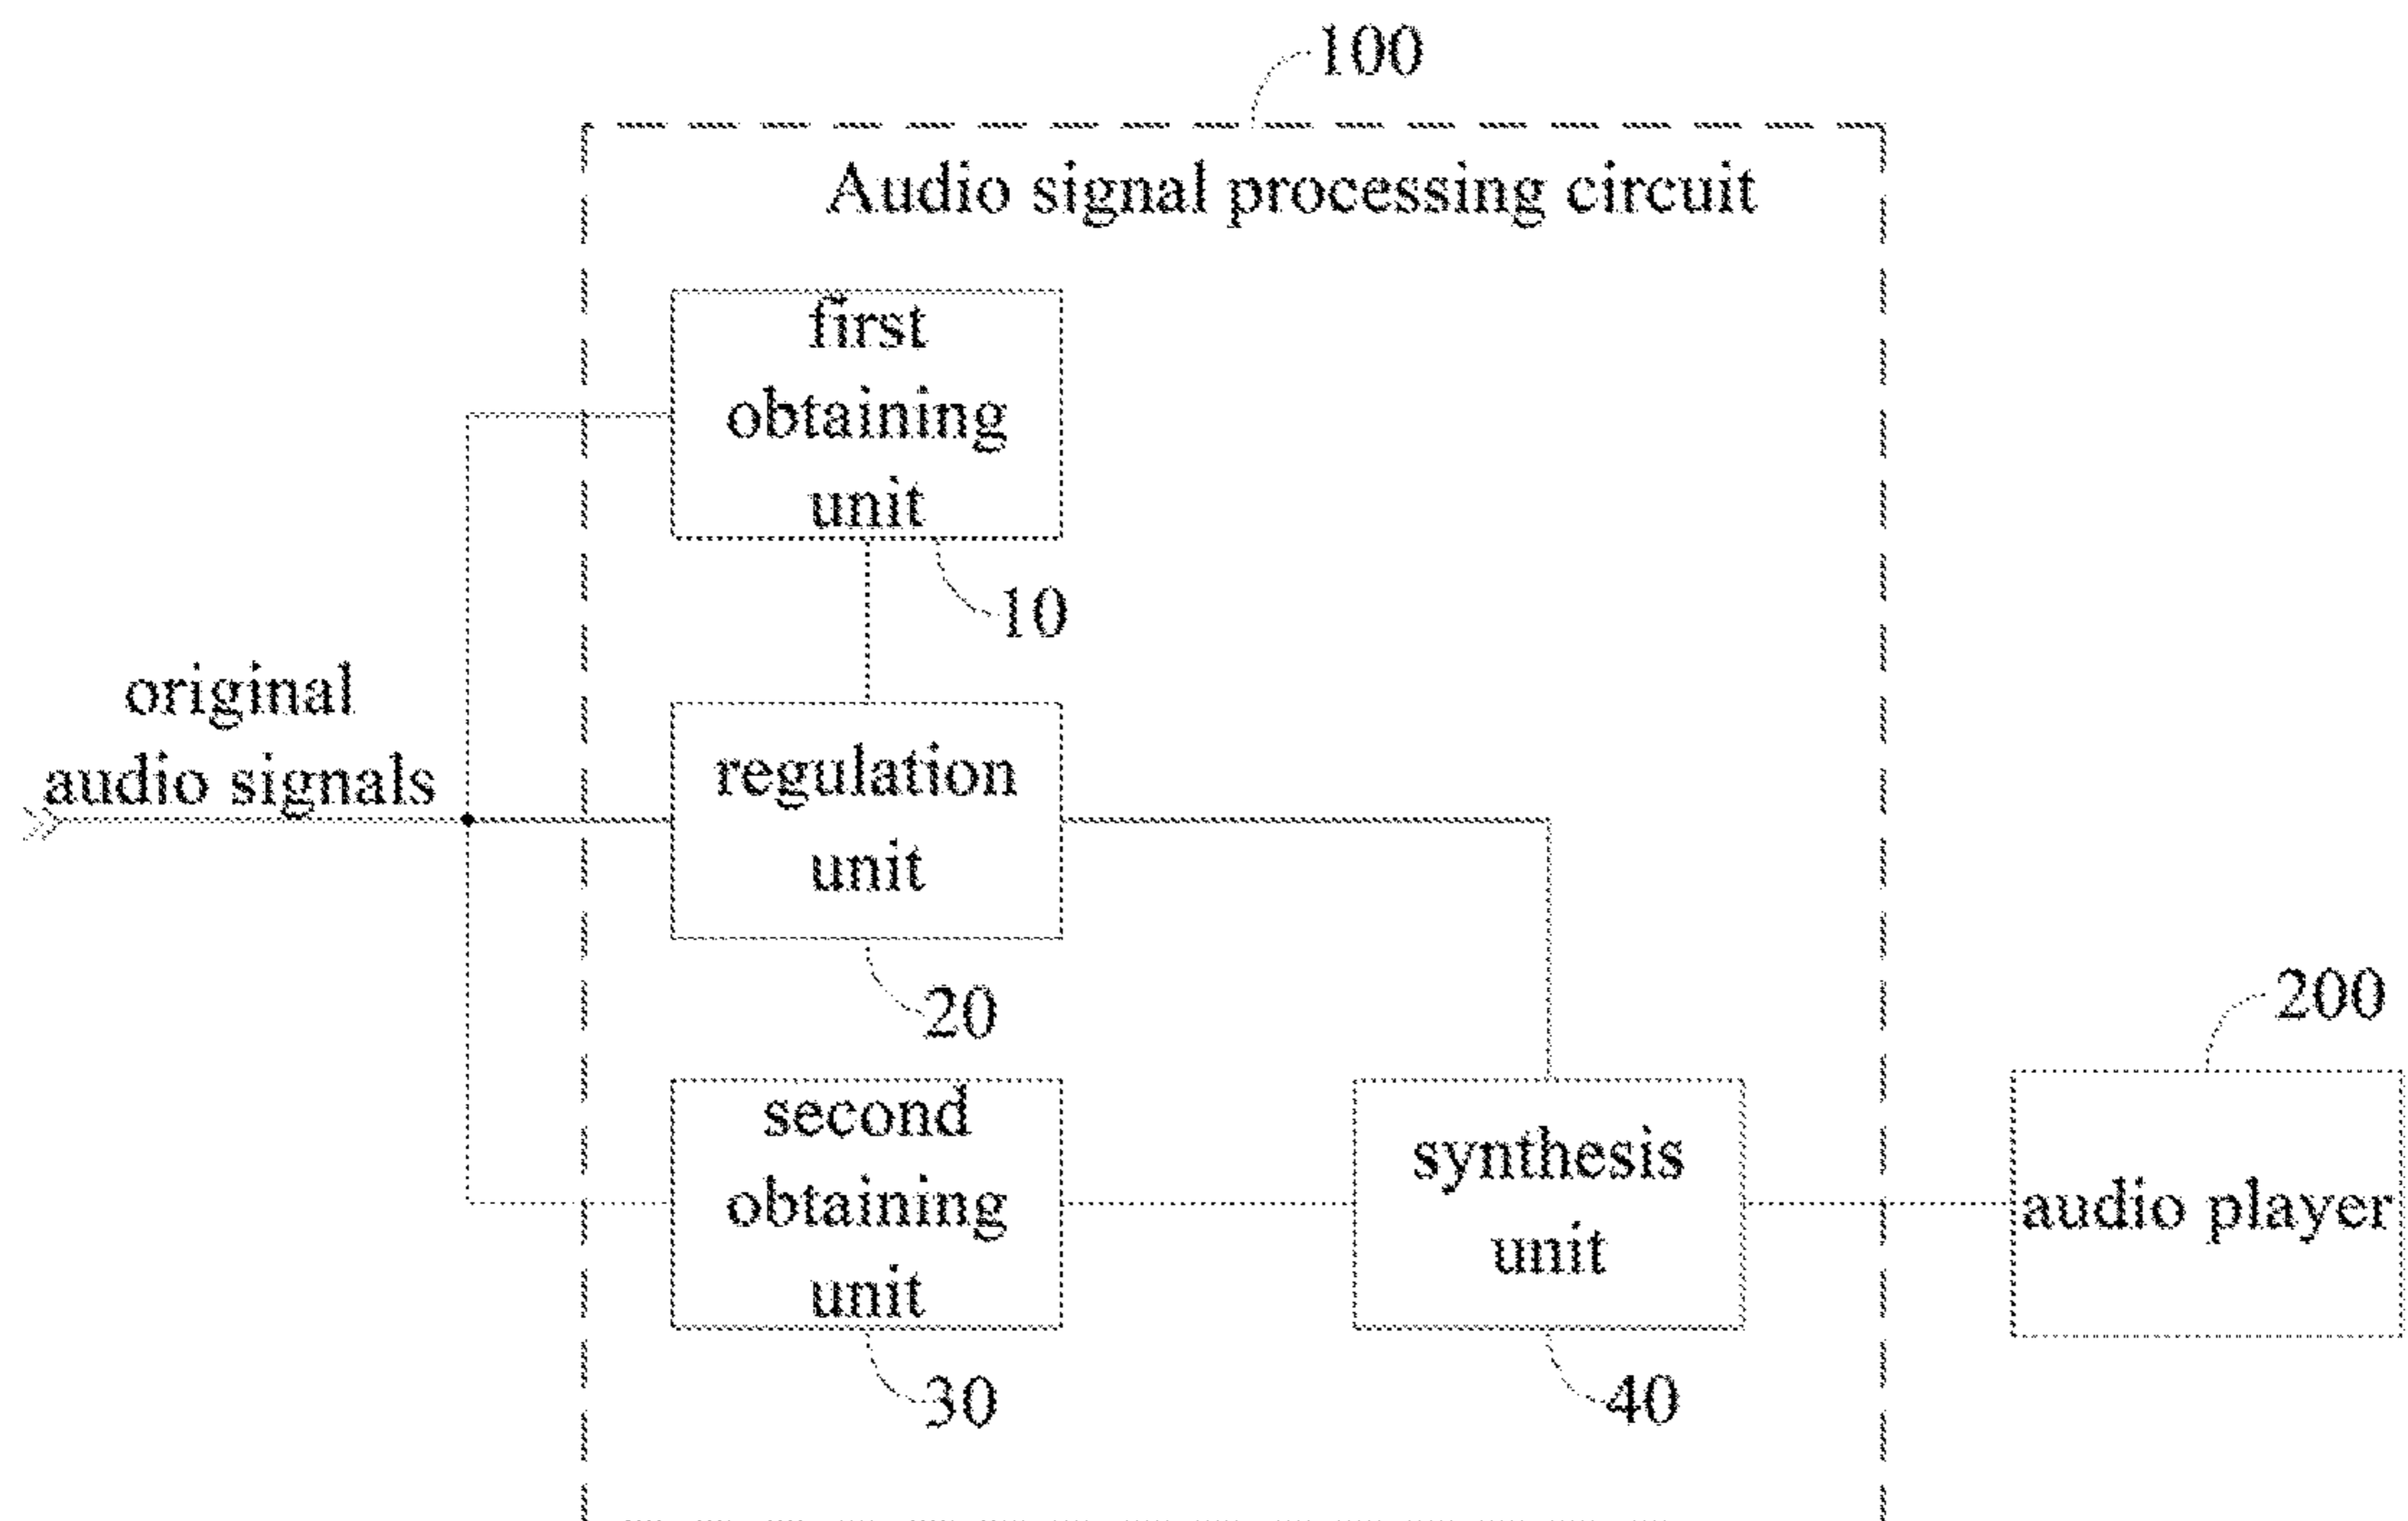 100
Audio signal processing circuit
first
obtaining
unit
10
original
audio signals
regulation
unit
20
200
second
obtaining
unit
30
synthesis
unit
40
audio player